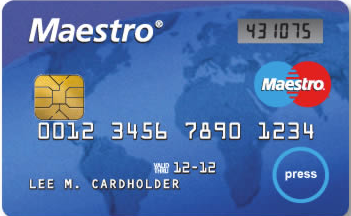 Maestro®
431075
Maestro®
0012 3456 7890 1234
VALID THRU 12-12
LEE M. CARDHOLDER
press